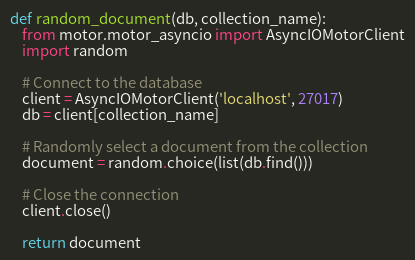 def random_document(db, collection_name):
from motor.motor_asyncio import AsyncIOMotorClient
import random
# Connect to the database
client = AsyncIOMotorClient('localhost', 27017)
db = client[collection_name]
# Randomly select a document from the collection
document = random.choice(list(db.find()))
# Close the connection
client.close()
return document